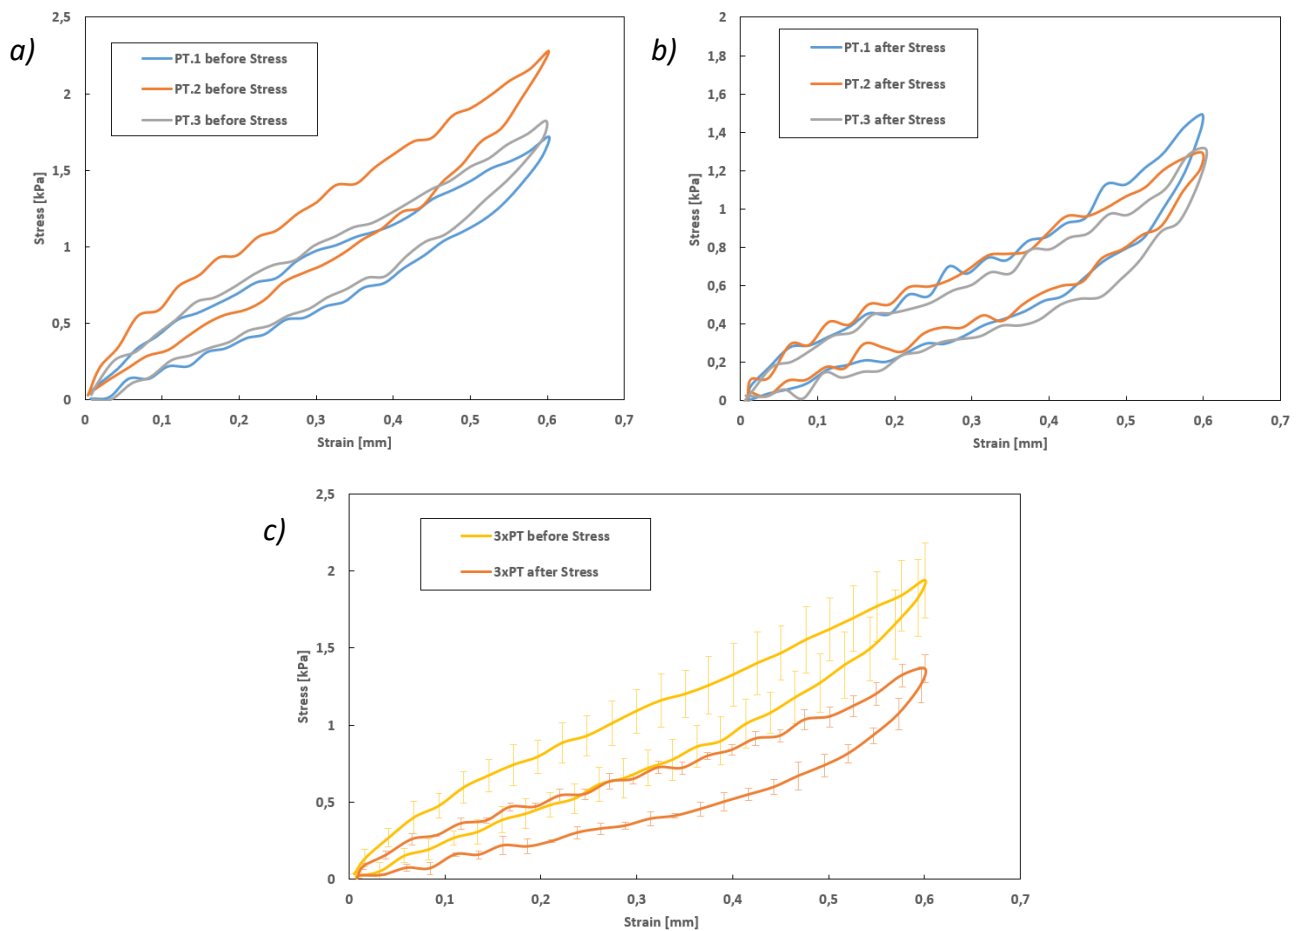 a)
2,5
2
1,5
1
0,5
0
Stress [kPa]
PT.1 before Stress
PT.2 before Stress
PT.3 before Stress
0 0,1 0,2 0,3 0,4 0,5 0,6 0,7
Strain [mm]
b)
2
1,8
1,6
1,4
1,2
1
0,8
0,6
0,4
0,2
0
Stress [kPa]
PT.1 after Stress
PT.2 after Stress
PT.3 after Stress
0 0,1 0,2 0,3 0,4 0,5 0,6 0,7
Strain [mm]
c)
2,5
2
1,5
1
0,5
0
Stress [kPa]
3xPT before Stress
3xPT after Stress
0 0,1 0,2 0,3 0,4 0,5 0,6 0,7
Strain [mm]